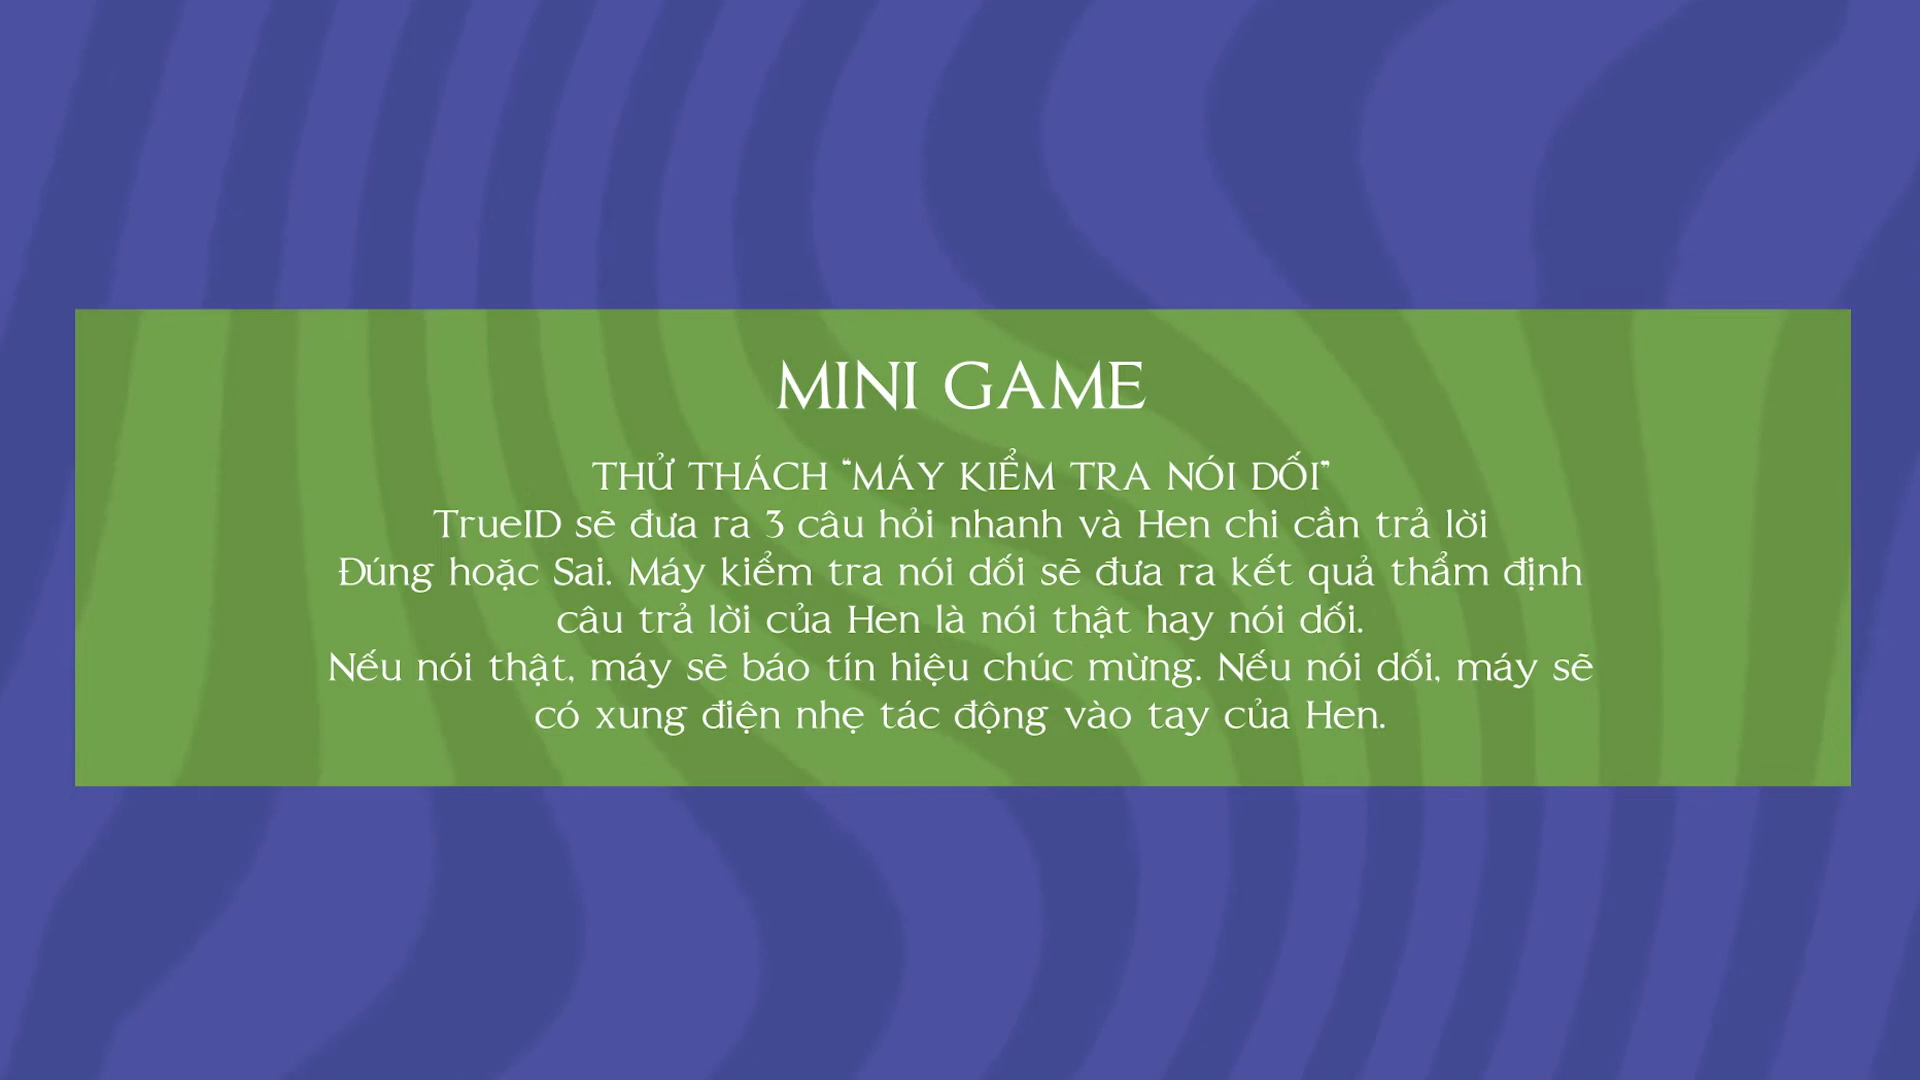 MINI GAME
THỬ THÁCH “MÁY KIỂM TRA NÓI DỐI”
TrueID sẽ đưa ra 3 câu hỏi nhanh và Hen chi cần trả lời
Đúng hoặc Sai. Máy kiểm tra nói dối sẽ đưa ra kết quả thẩm định
câu trả lời của Hen là nói thật hay nói dối.
Nếu nói thật, máy sẽ báo tín hiệu chúc mừng. Nếu nói dối, máy sẽ
có xung điện nhẹ tác động vào tay của Hen.